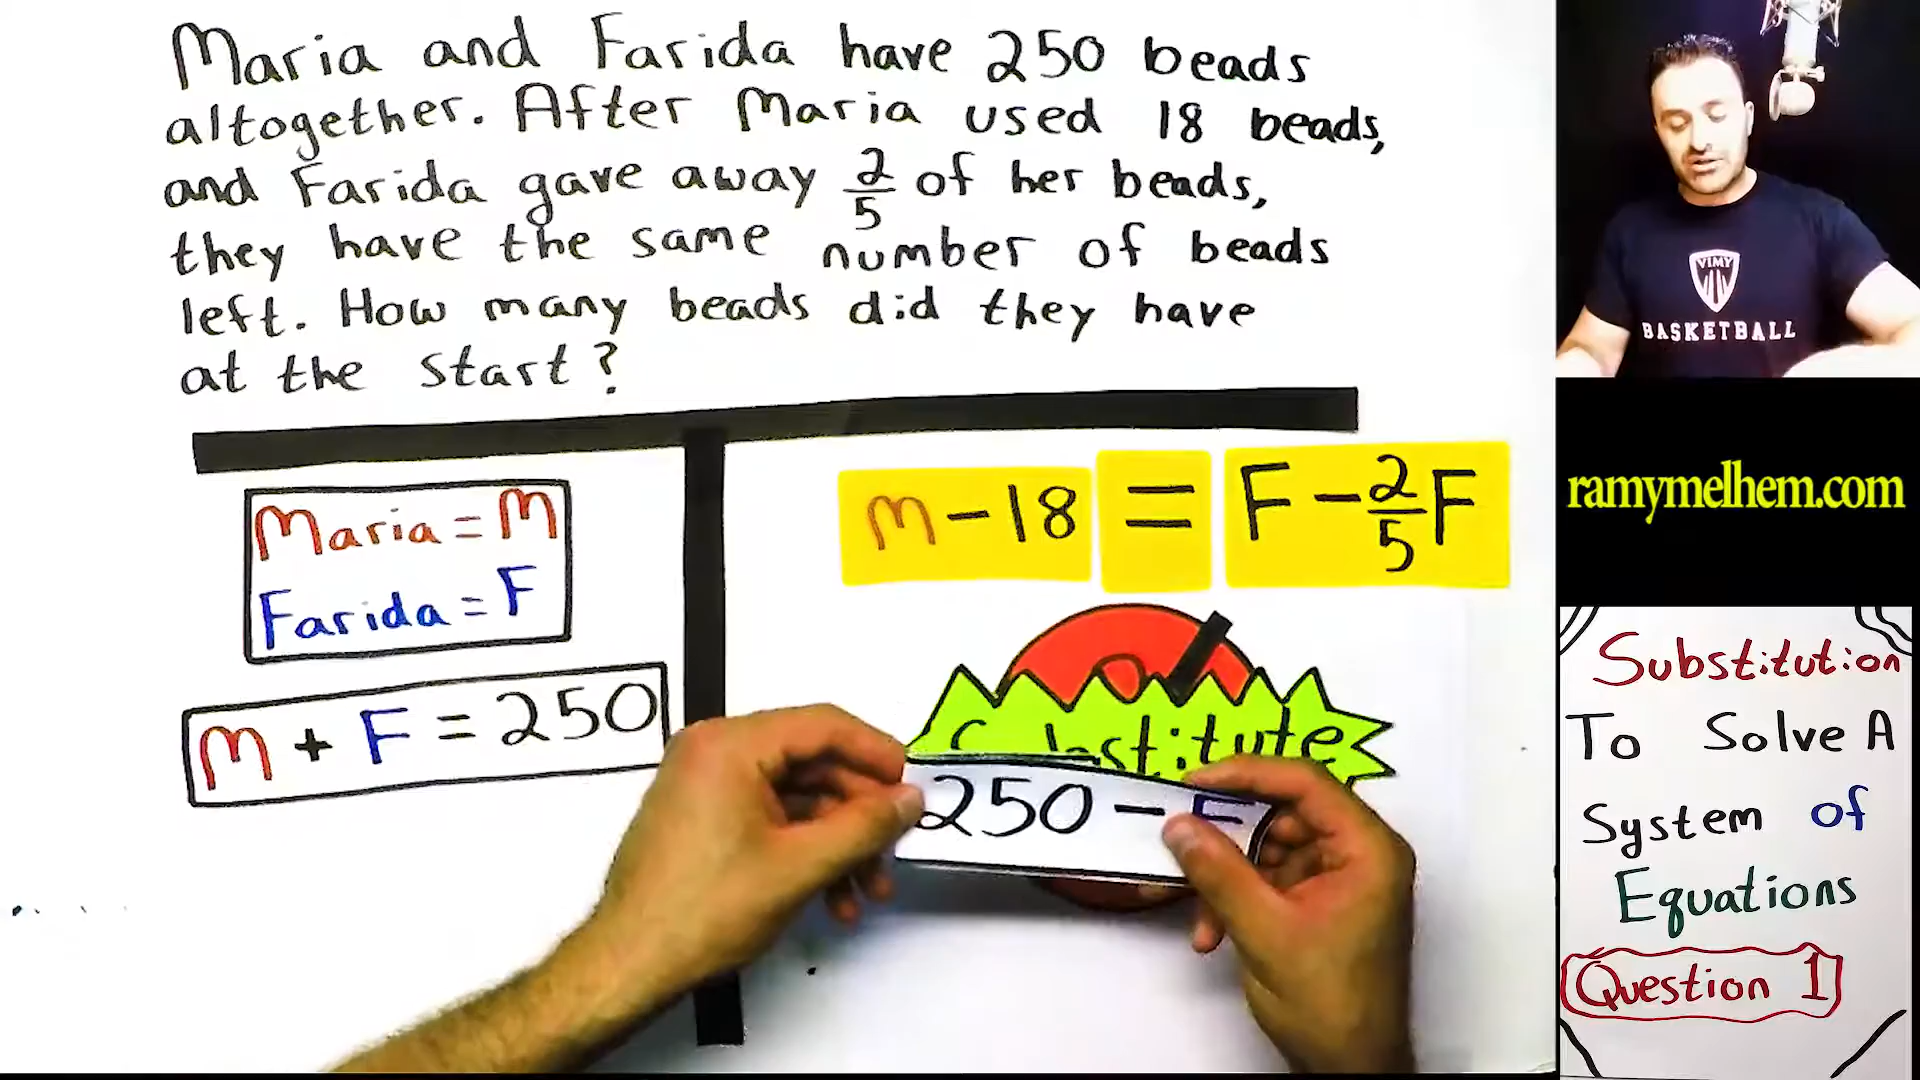 Maria and Farida have 250 beads
altogether. After Maria used 18 beads,
and Farida gave away 2/5 of her beads,
they have the same number of beads
left. How many beads did they have
at the start?
Maria = M
Farida = F
M + F = 250
M - 18 = F - 2/5 F
250 - F
VIMY
BASKETBALL
ramymelhem.com
Substitution
To Solve A
System of
Equations
Question 1